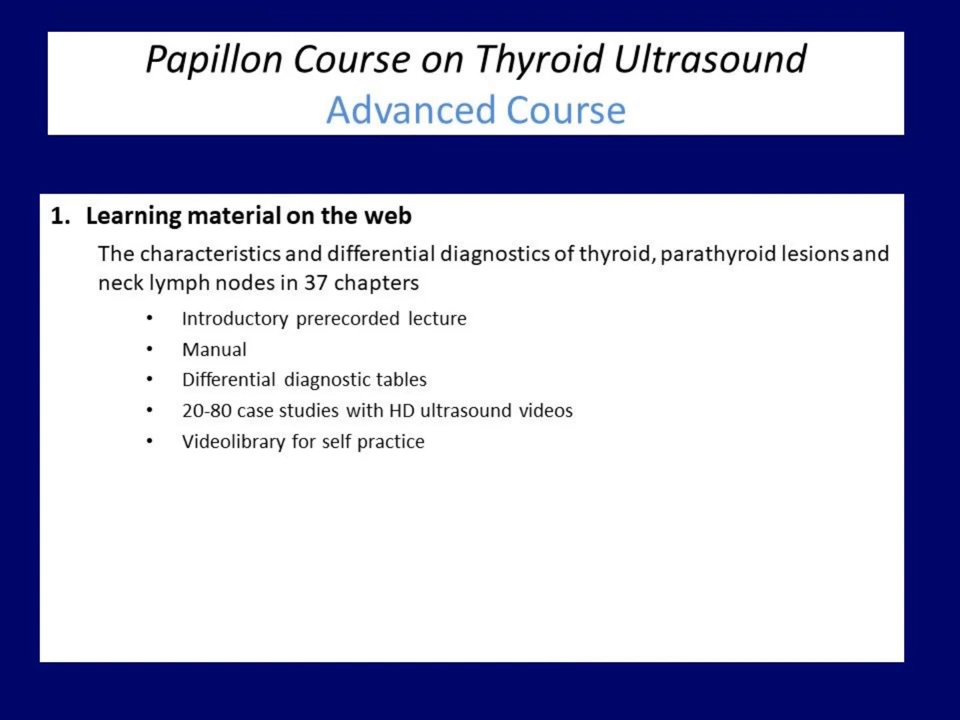 Papillon Course on Thyroid Ultrasound
Advanced Course
1. Learning material on the web
The characteristics and differential diagnostics of thyroid, parathyroid lesions and
neck lymph nodes in 37 chapters
• Introductory prerecorded lecture
• Manual
• Differential diagnostic tables
• 20-80 case studies with HD ultrasound videos
• Videolibrary for self practice